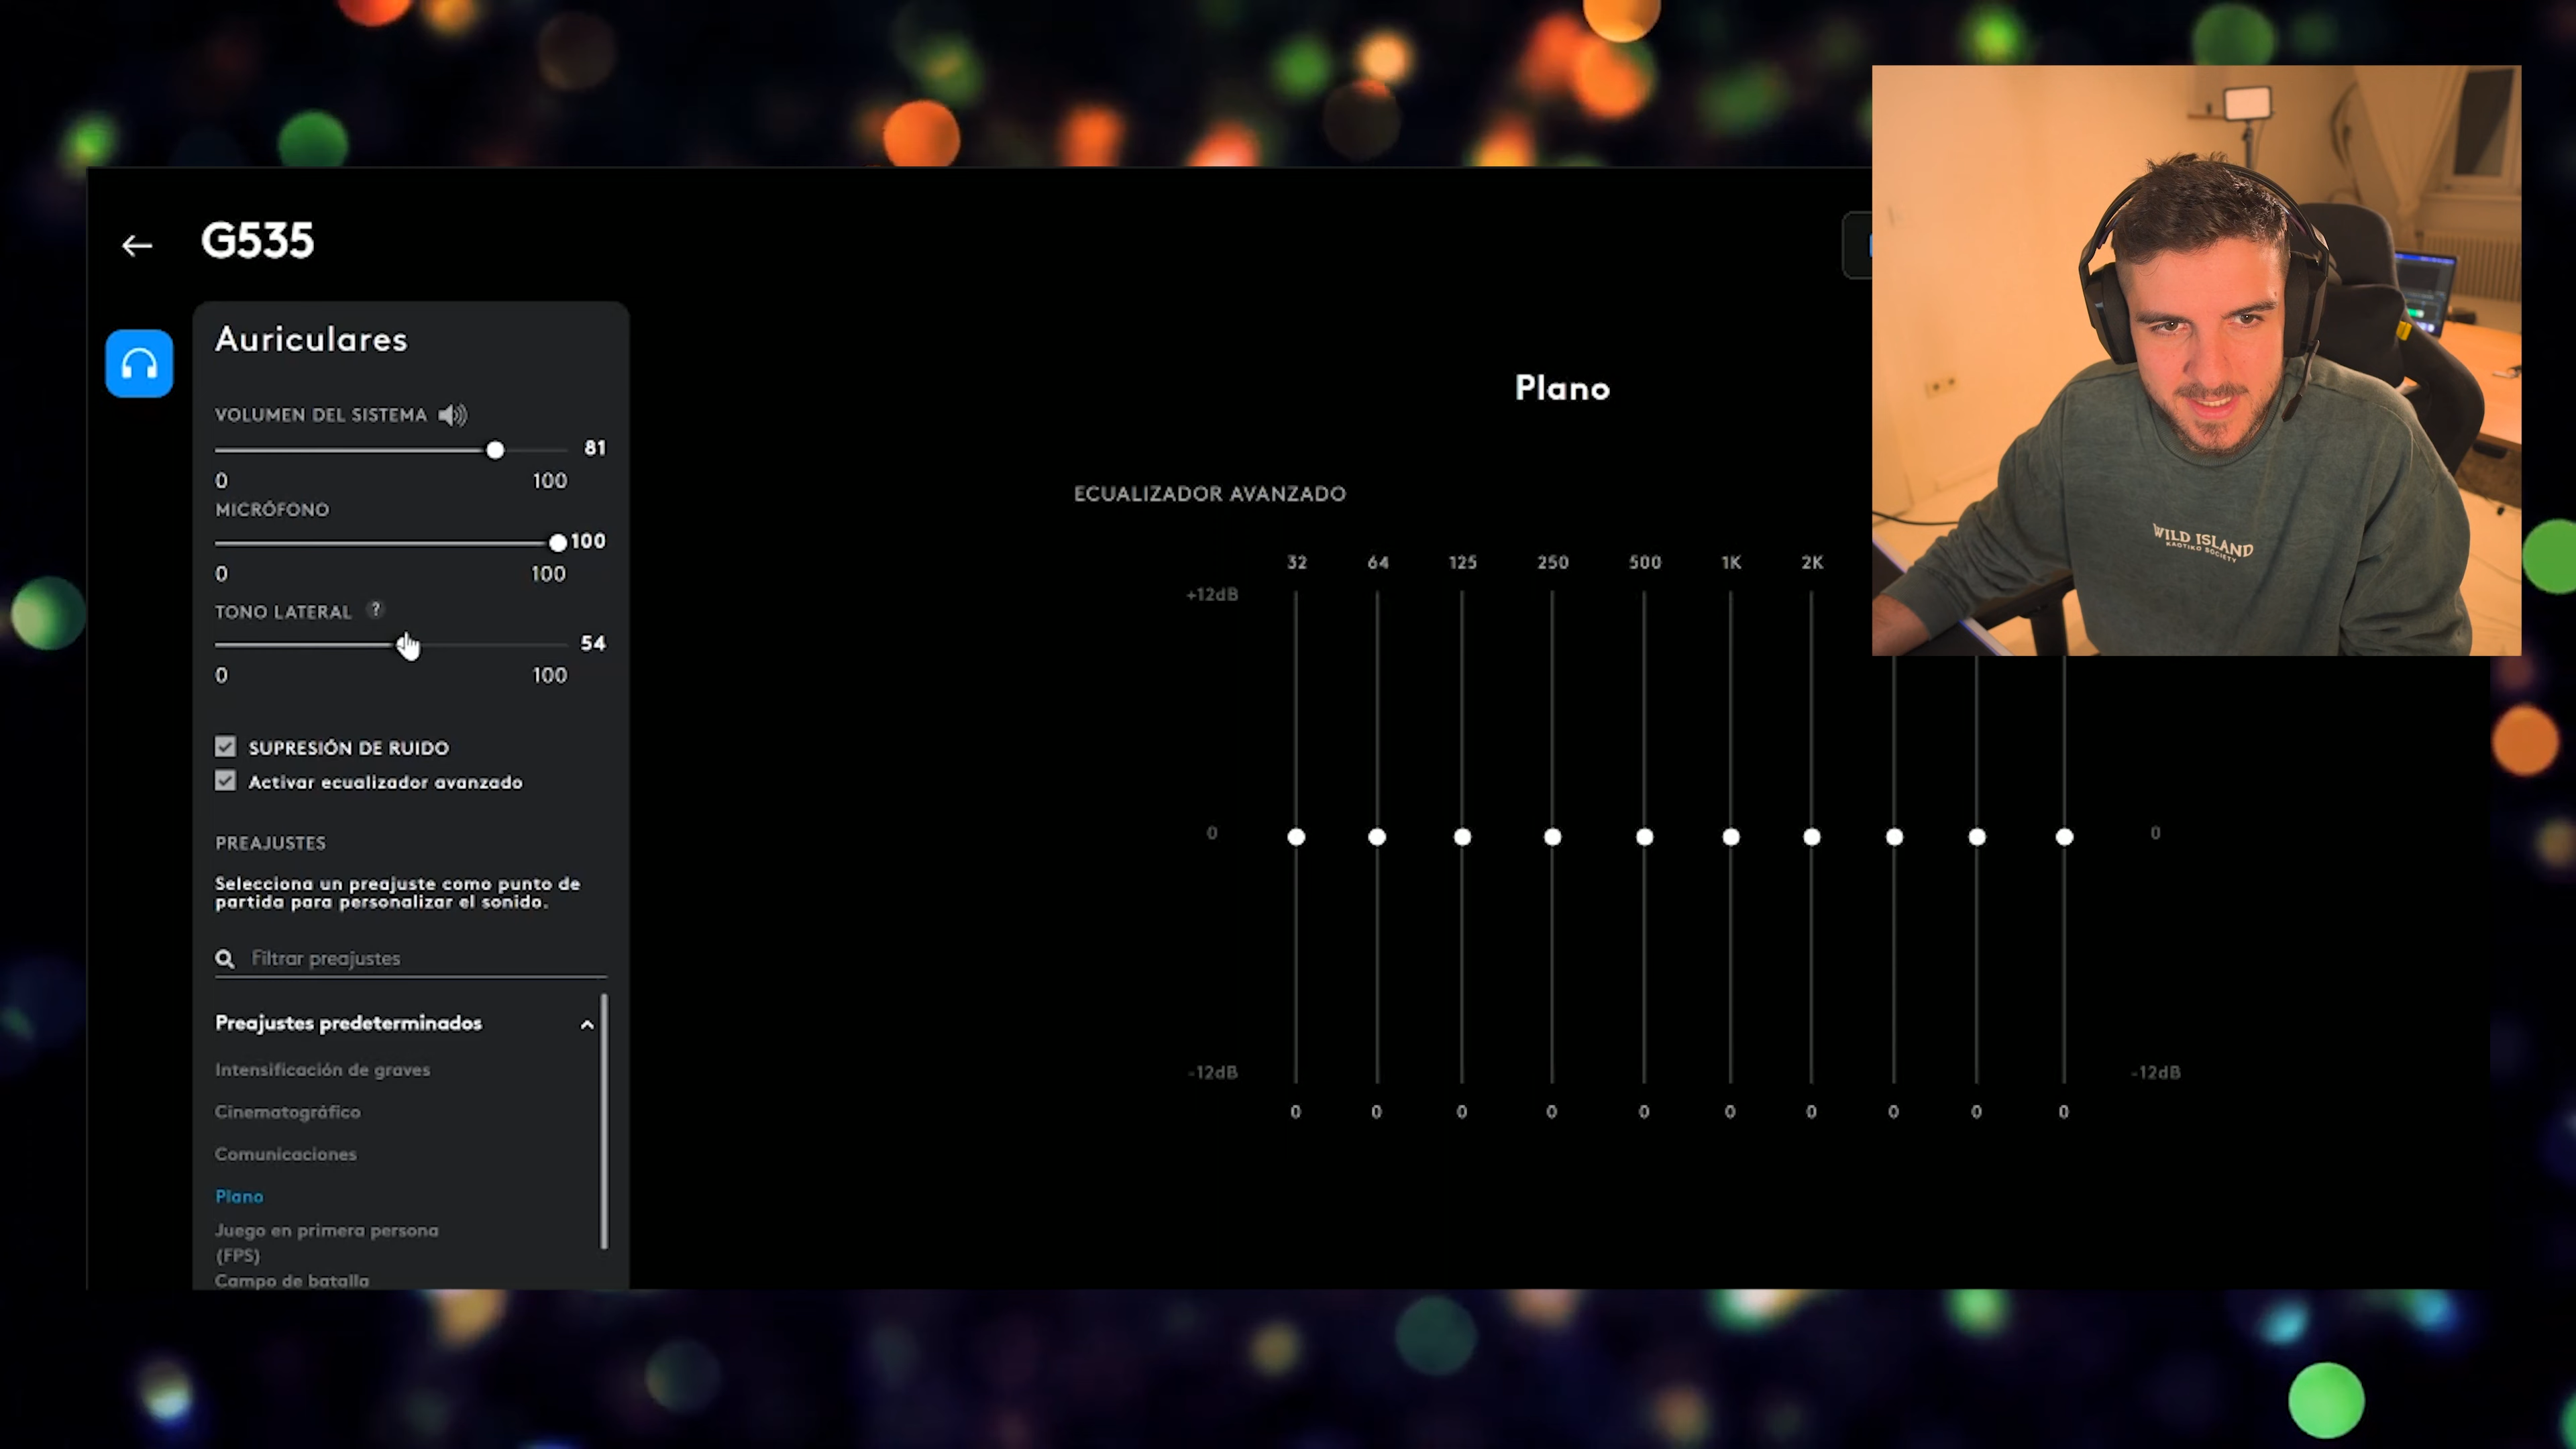 G535
Auriculares
VOLUMEN DEL SISTEMA
81
0 100
MICRÓFONO
100
0 100
TONO LATERAL ?
54
0 100
SUPRESIÓN DE RUIDO
Activar ecualizador avanzado
PREAJUSTES
Selecciona un preajuste como punto de
partida para personalizar el sonido.
Filtrar preajustes
Preajustes predeterminados
Intensificación de graves
Cinematográfico
Comunicaciones
Plano
Juego en primera persona
(FPS)
Campo de batalla
Plano
ECUALIZADOR AVANZADO
32 64 125 250 500 1K 2K
+12dB
0 0
-12dB -12dB
0 0 0 0 0 0 0 0 0 0
WILD ISLAND
KAOTIKO SOCIETY